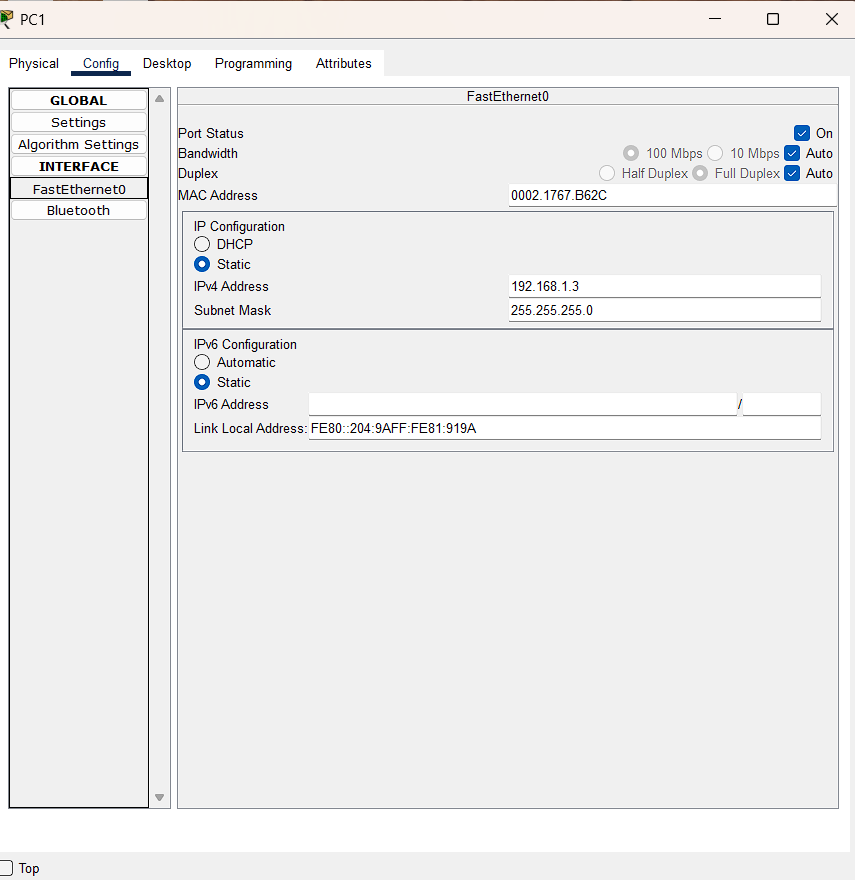 PC1
Physical Config Desktop Programming Attributes
GLOBAL
Settings
Algorithm Settings
INTERFACE
FastEthernet0
Bluetooth
FastEthernet0
Port Status On
Bandwidth 100 Mbps 10 Mbps Auto
Duplex Half Duplex Full Duplex Auto
MAC Address 0002.1767.B62C
IP Configuration
DHCP
Static
IPv4 Address 192.168.1.3
Subnet Mask 255.255.255.0
IPv6 Configuration
Automatic
Static
IPv6 Address /
Link Local Address: FE80::204:9AFF:FE81:919A
Top